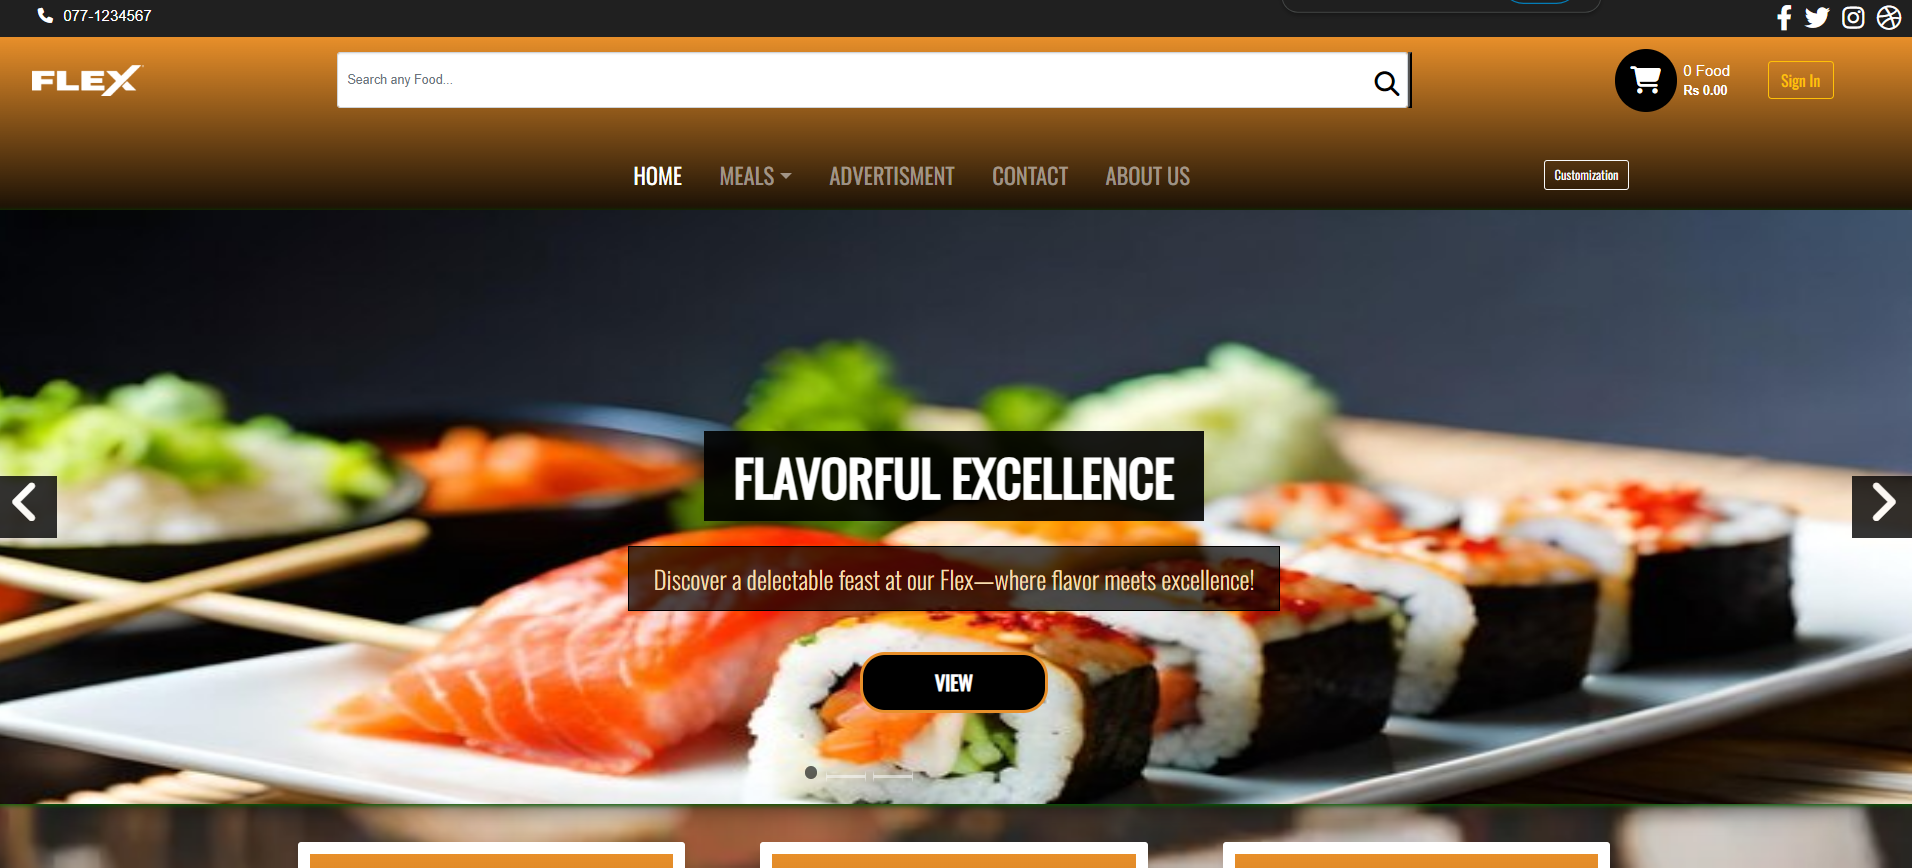 077-1234567
FLEX
Search any Food...
0 Food
Rs 0.00
Sign In
HOME
MEALS
ADVERTISMENT
CONTACT
ABOUT US
Customization
FLAVORFUL EXCELLENCE
Discover a delectable feast at our Flex—where flavor meets excellence!
VIEW